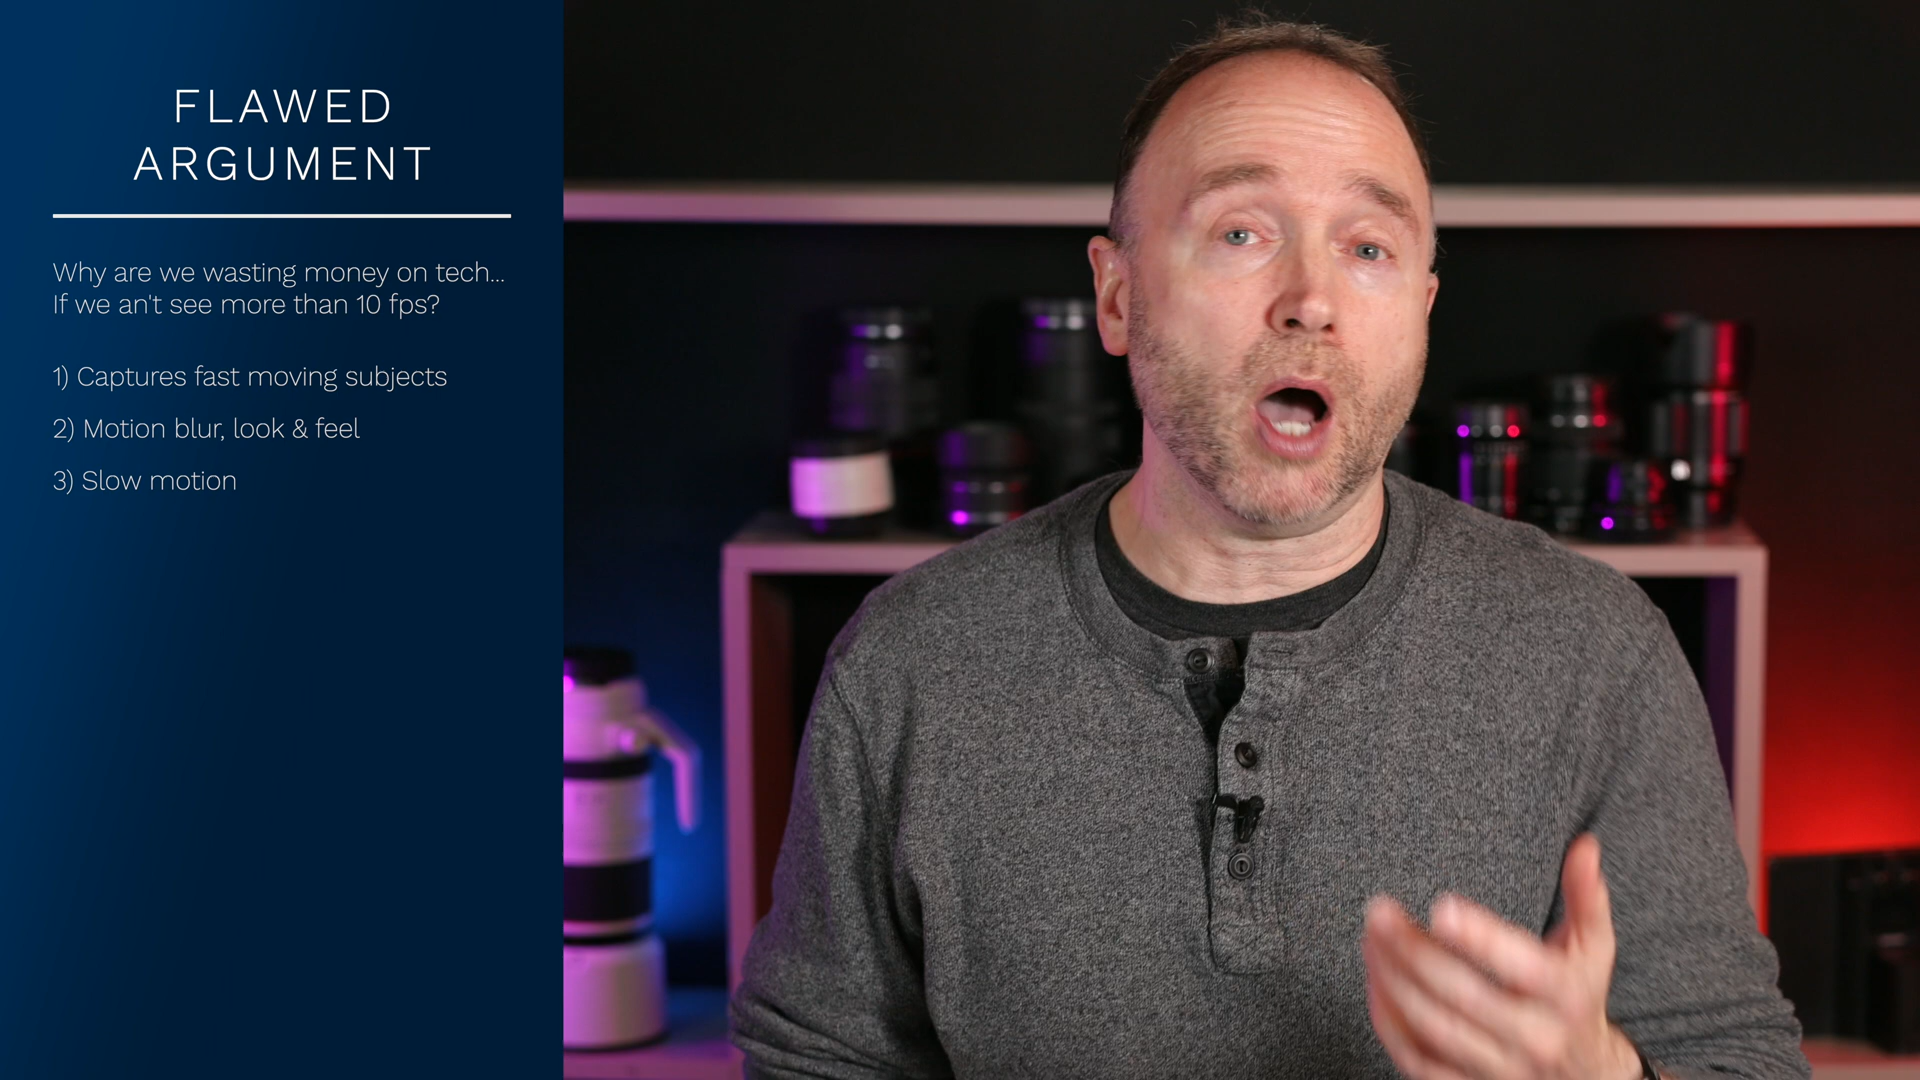 FLAWED
ARGUMENT
Why are we wasting money on tech...
If we an't see more than 10 fps?
1) Captures fast moving subjects
2) Motion blur, look & feel
3) Slow motion